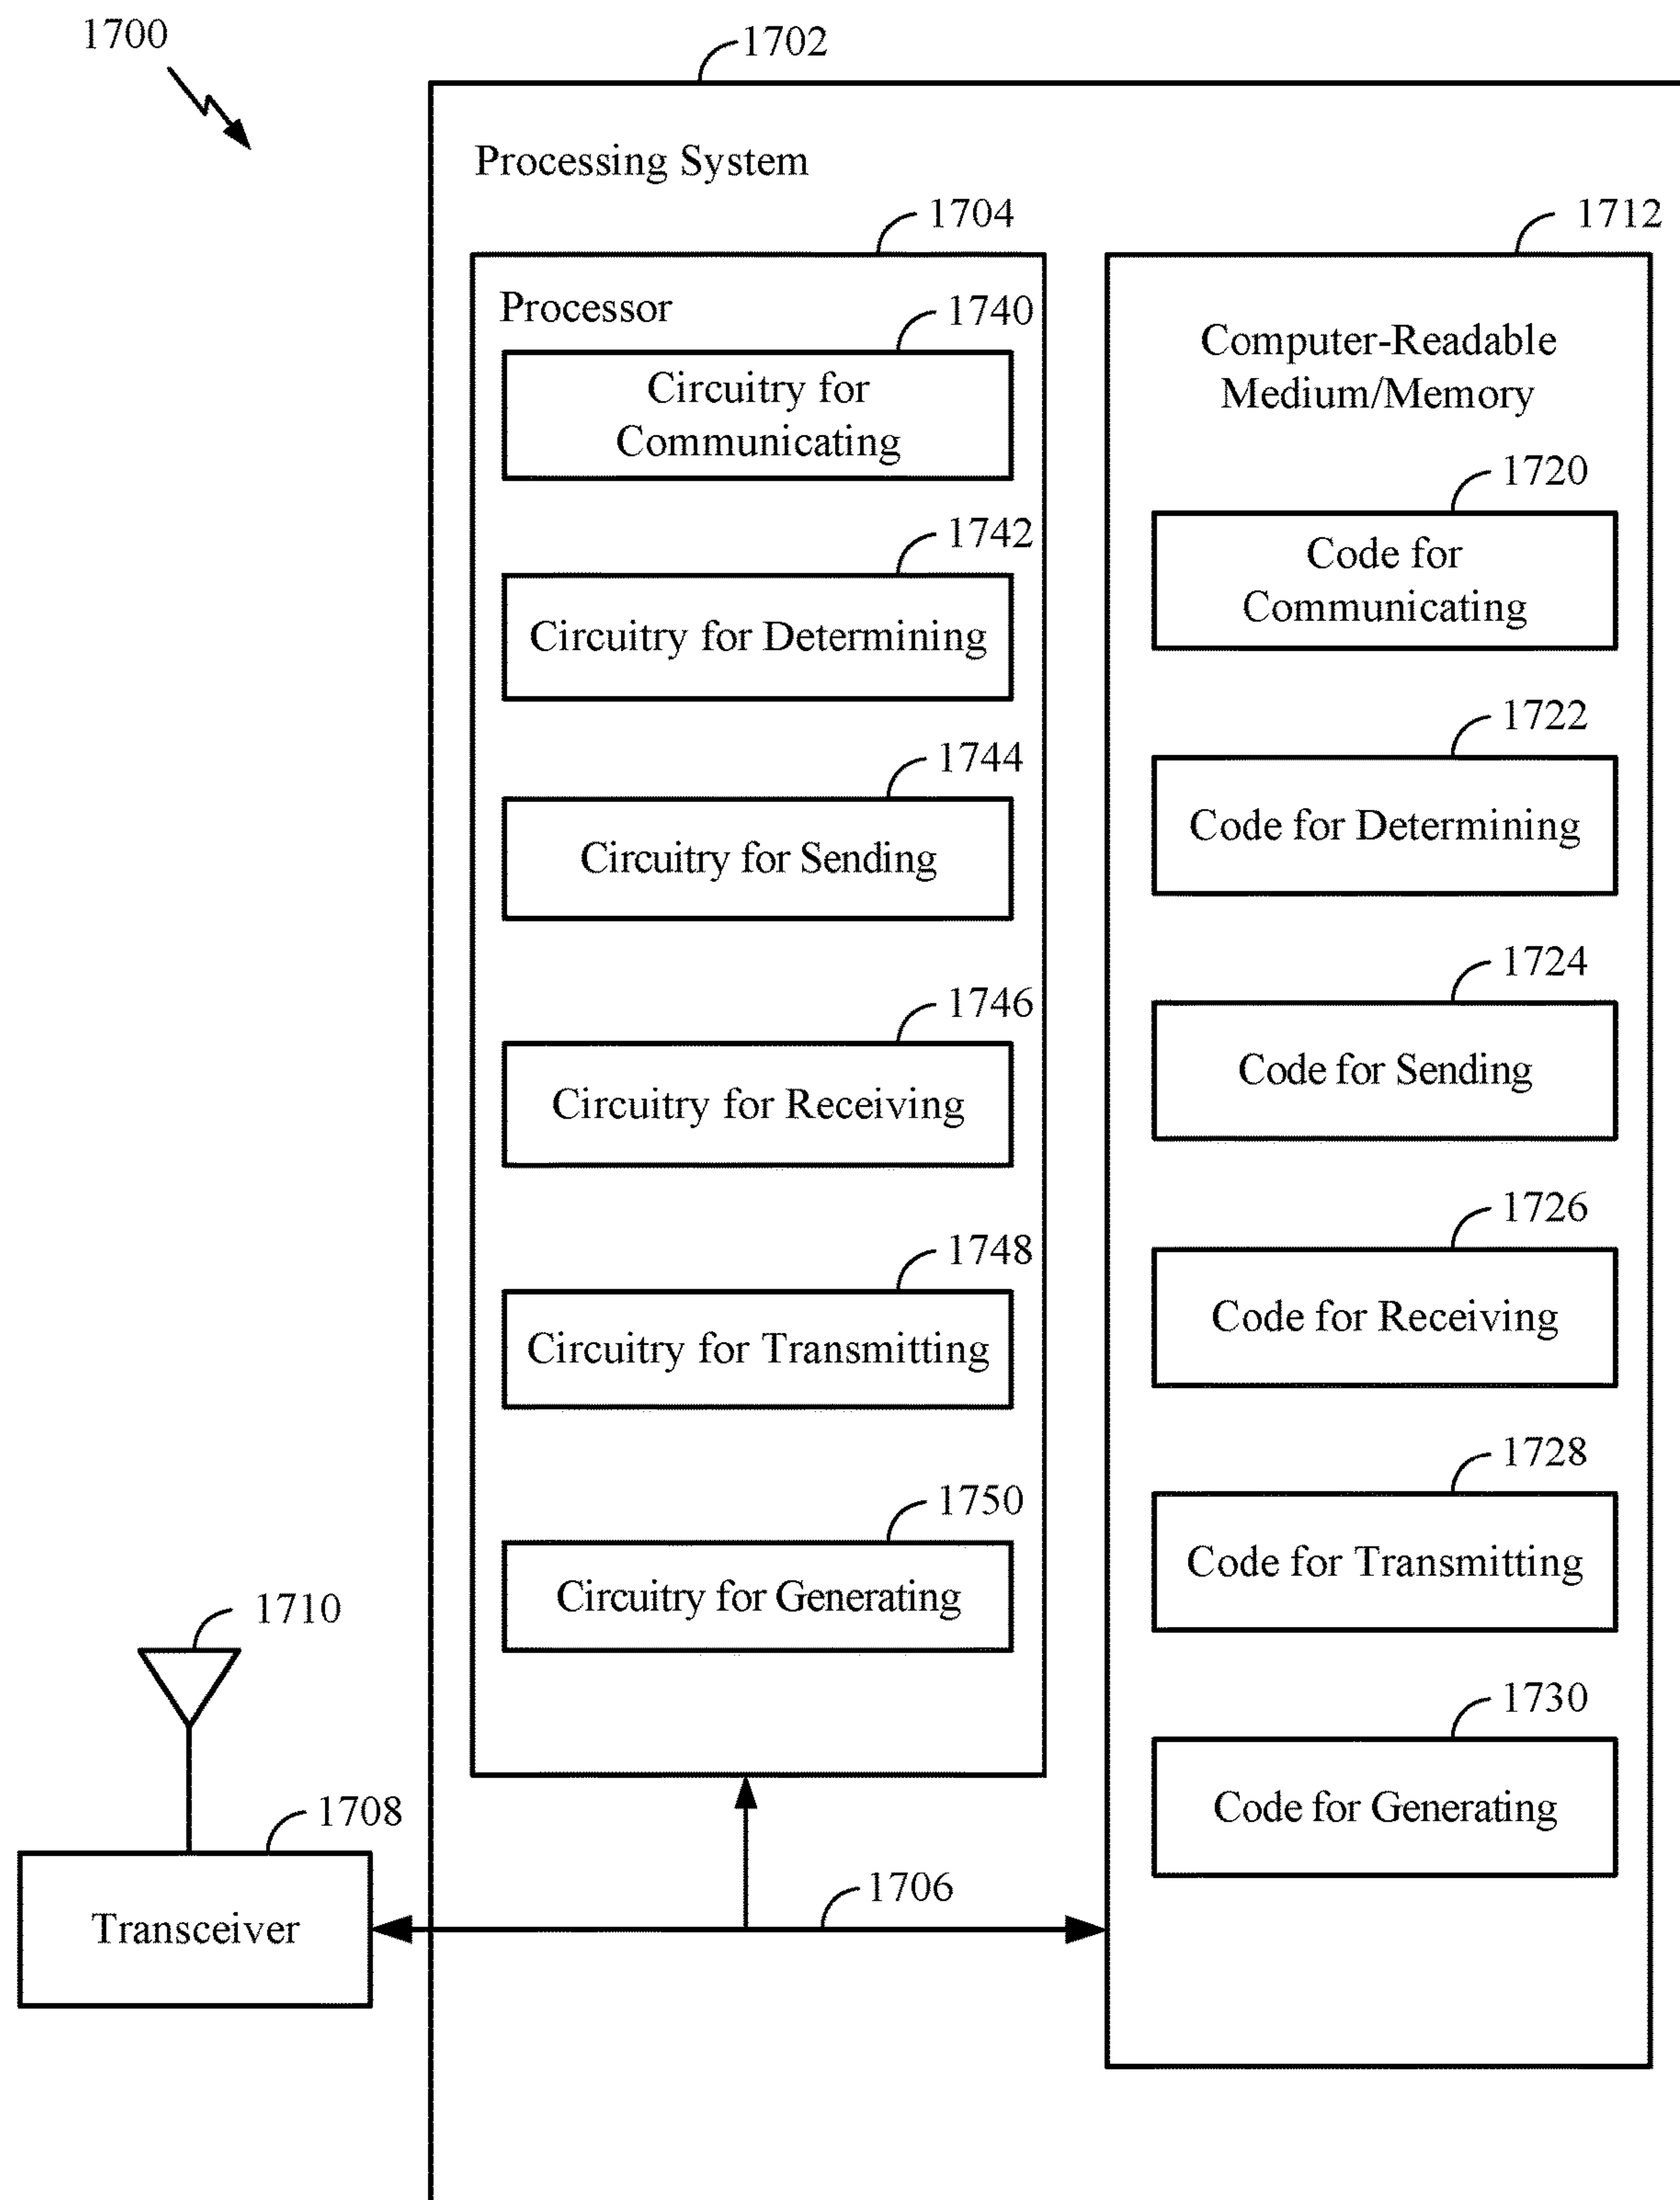 1700
1702
Processing System
1704
1712
Processor
1740
Circuitry for
Communicating
1742
Circuitry for Determining
1744
Circuitry for Sending
1746
Circuitry for Receiving
1748
Circuitry for Transmitting
1750
Circuitry for Generating
Computer-Readable
Medium/Memory
1720
Code for
Communicating
1722
Code for Determining
1724
Code for Sending
1726
Code for Receiving
1728
Code for Transmitting
1730
Code for Generating
1710
1708
Transceiver
1706